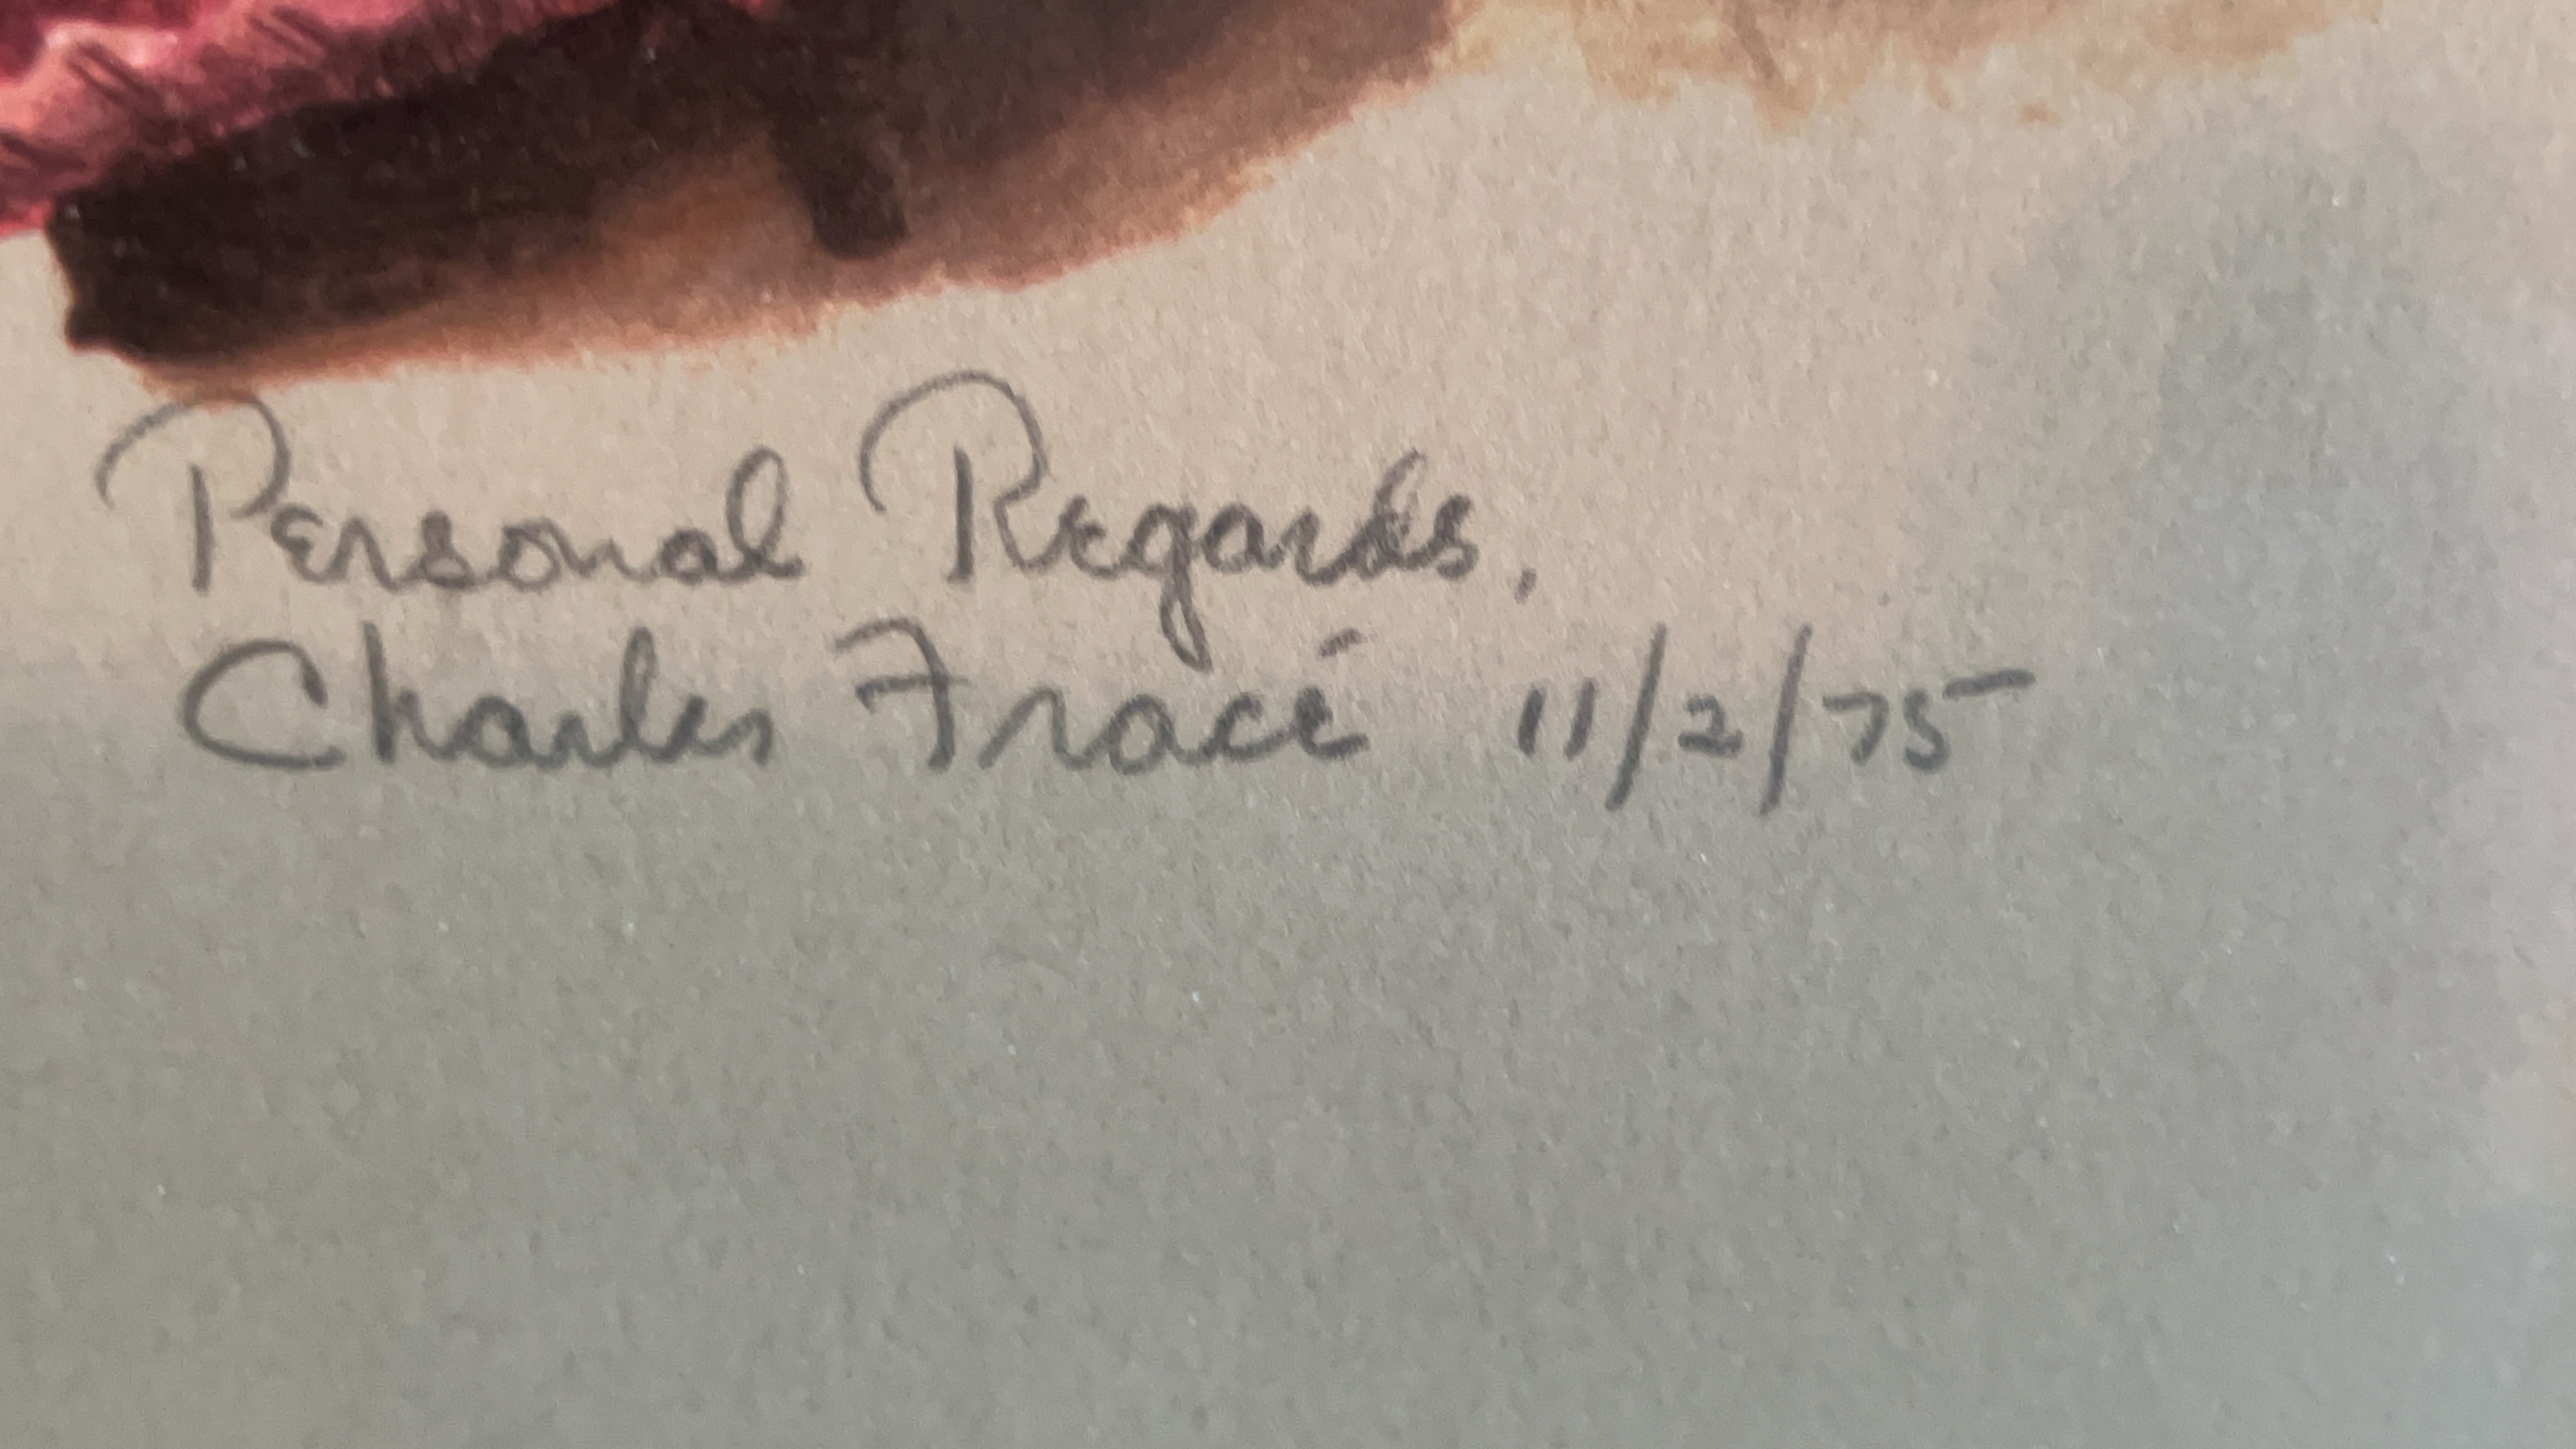 Personal Regards,
Charles Fracé 11/2/75